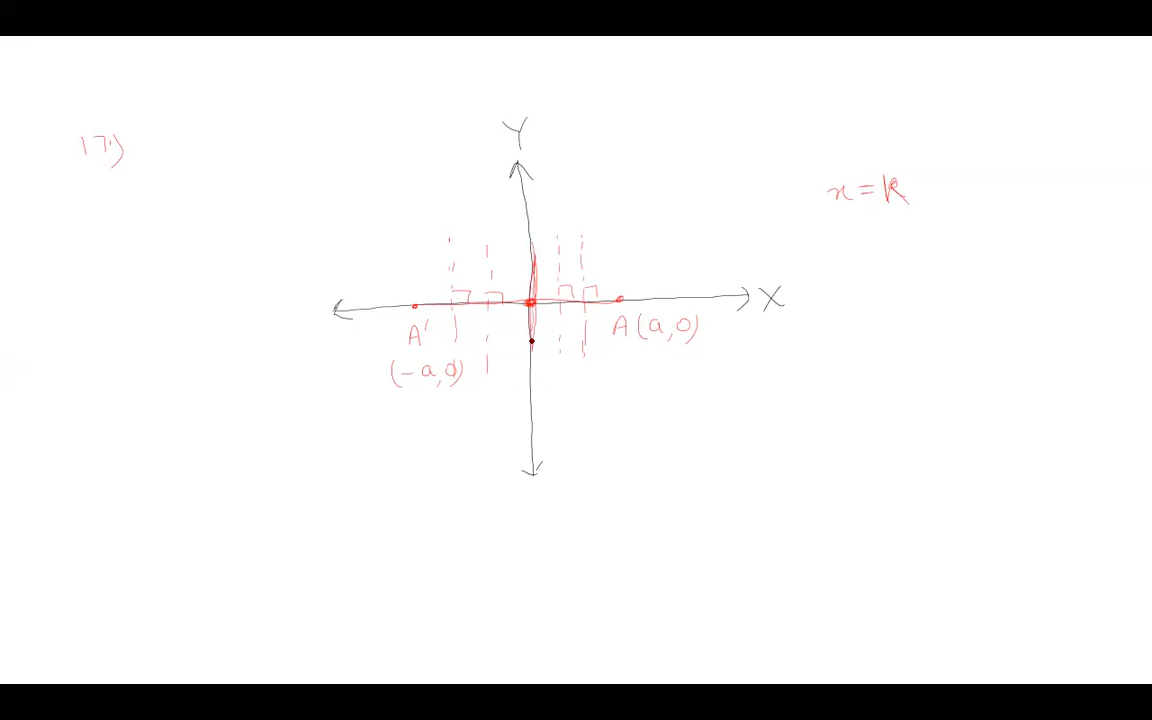 17)
Y
x = k
X
A'
A(a,0)
(-a,0)